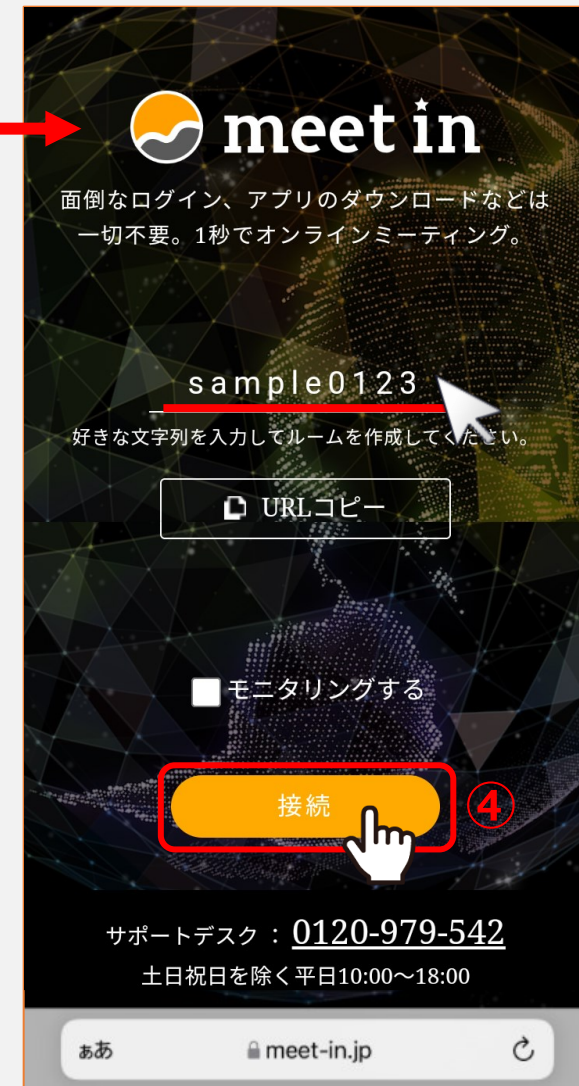 meet in
面倒なログイン、アプリのダウンロードなどは
一切不要。1秒でオンラインミーティング。
sample0123
好きな文字列を入力してルームを作成してください。
URLコピー
モニタリングする
接続
④
サポートデスク : 0120-979-542
土日祝日を除く平日10:00〜18:00
ぁあ meet-in.jp